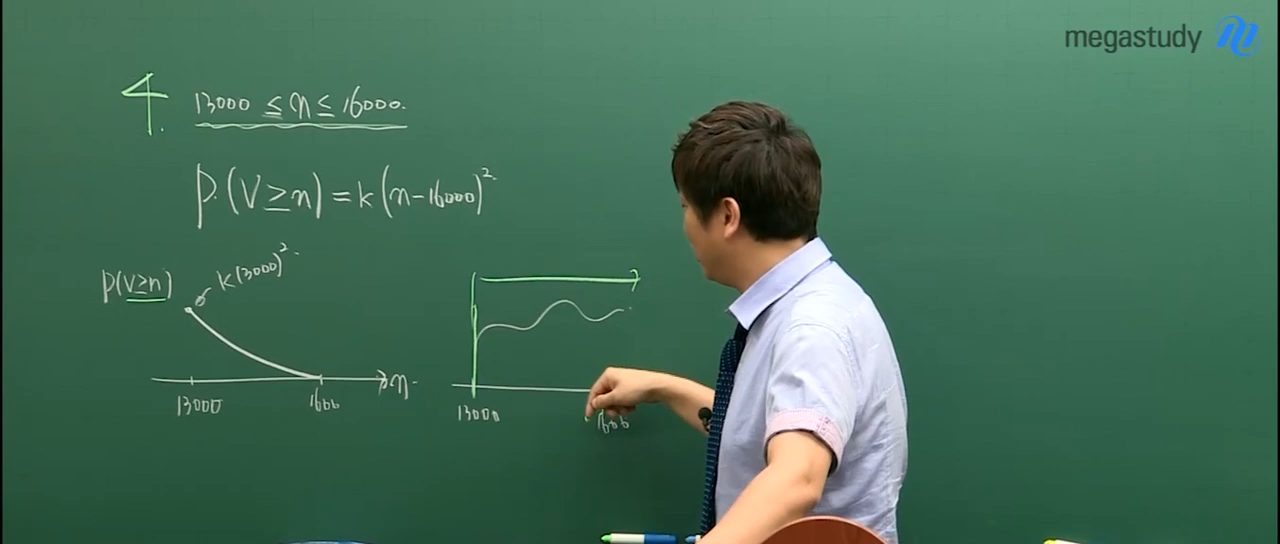 megastudy
4. 13000 ≤ n ≤ 16000.
P(V≥n) = k(n-16000)²
P(V≥n)
k(3000)²
13000
1600
n
13000
1600